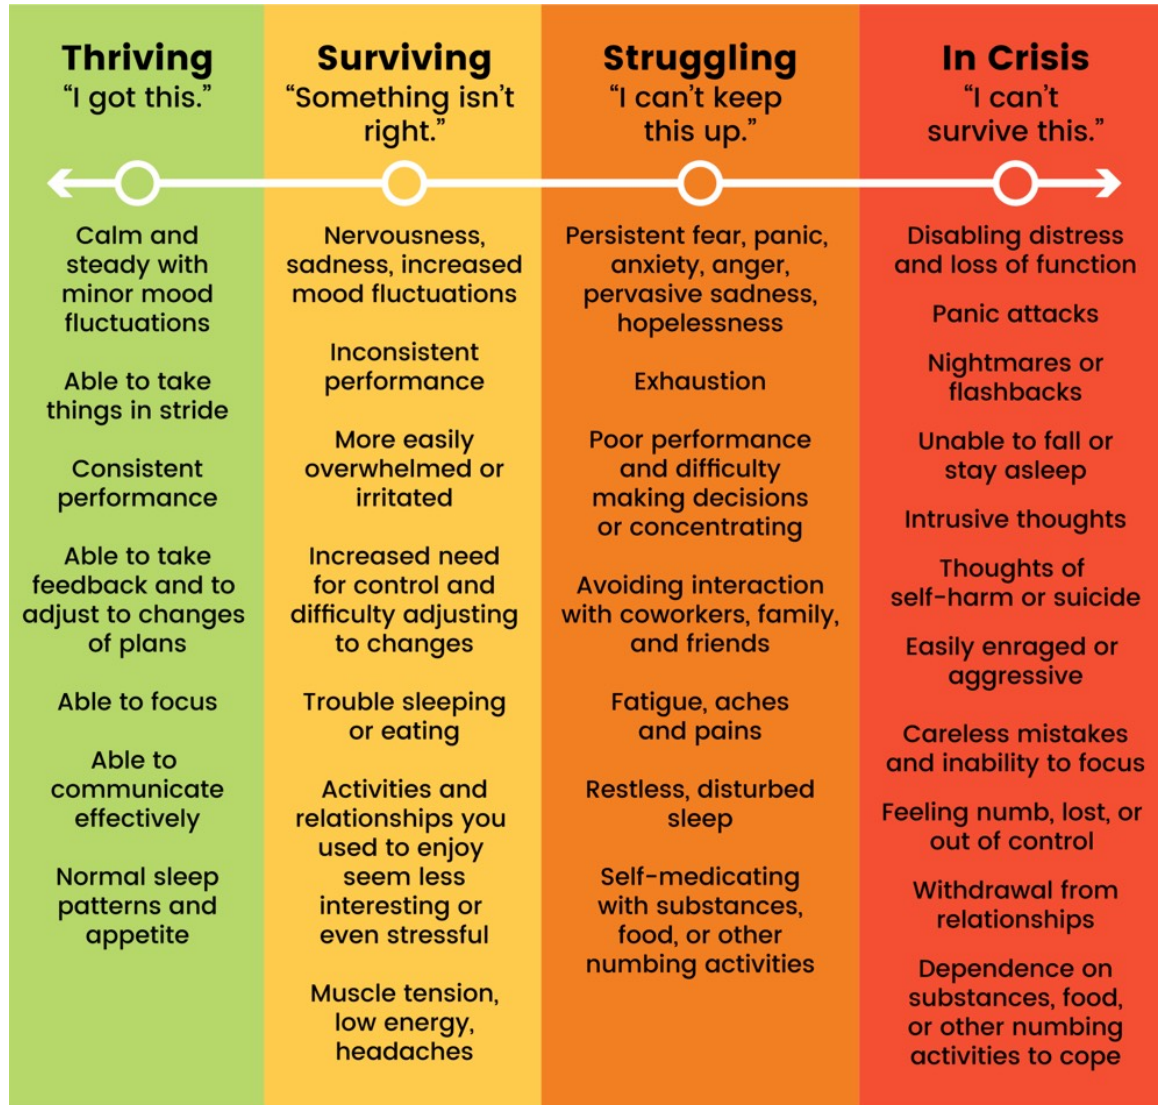 Thriving
“I got this.”
Calm and
steady with
minor mood
fluctuations
Able to take
things in stride
Consistent
performance
Able to take
feedback and to
adjust to changes
of plans
Able to focus
Able to
communicate
effectively
Normal sleep
patterns and
appetite
Surviving
“Something isn’t
right.”
Nervousness,
sadness, increased
mood fluctuations
Inconsistent
performance
More easily
overwhelmed or
irritated
Increased need
for control and
difficulty adjusting
to changes
Trouble sleeping
or eating
Activities and
relationships you
used to enjoy
seem less
interesting or
even stressful
Muscle tension,
low energy,
headaches
Struggling
“I can’t keep
this up.”
Persistent fear, panic,
anxiety, anger,
pervasive sadness,
hopelessness
Exhaustion
Poor performance
and difficulty
making decisions
or concentrating
Avoiding interaction
with coworkers, family,
and friends
Fatigue, aches
and pains
Restless, disturbed
sleep
Self-medicating
with substances,
food, or other
numbing activities
In Crisis
“I can’t
survive this.”
Disabling distress
and loss of function
Panic attacks
Nightmares or
flashbacks
Unable to fall or
stay asleep
Intrusive thoughts
Thoughts of
self-harm or suicide
Easily enraged or
aggressive
Careless mistakes
and inability to focus
Feeling numb, lost, or
out of control
Withdrawal from
relationships
Dependence on
substances, food,
or other numbing
activities to cope